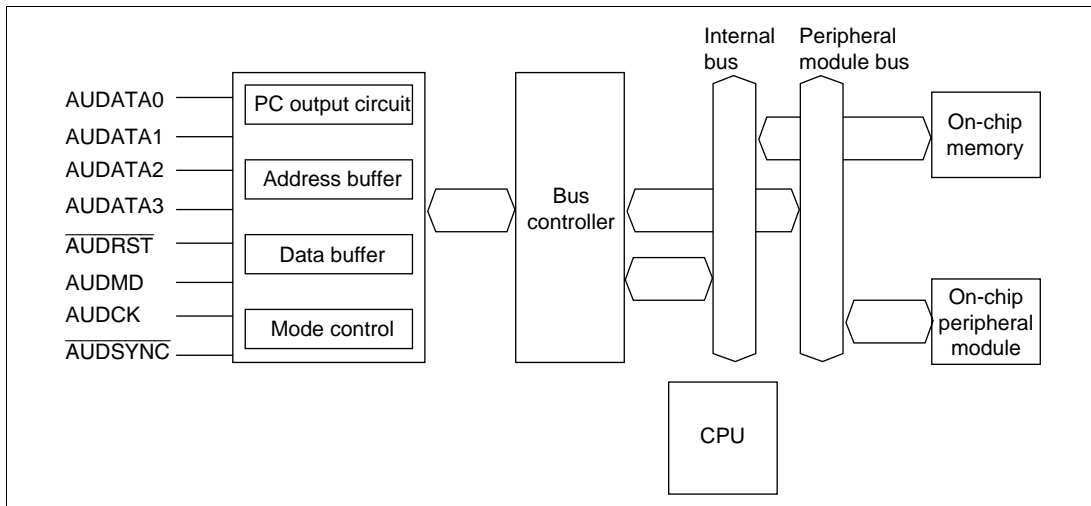 Internal
bus
Peripheral
module bus
AUDATA0
AUDATA1
AUDATA2
AUDATA3
AUDRST
AUDMD
AUDCK
AUDSYNC
PC output circuit
Address buffer
Data buffer
Mode control
Bus
controller
On-chip
memory
On-chip
peripheral
module
CPU